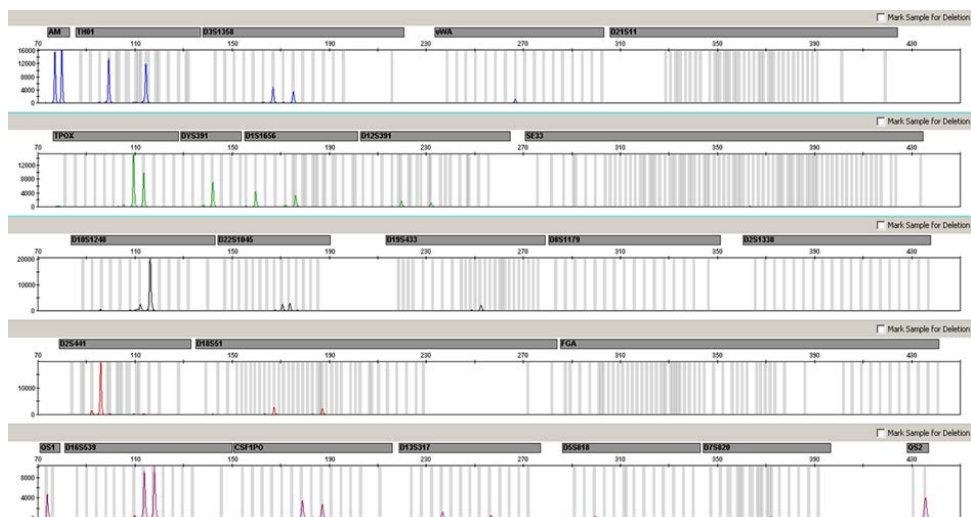 Mark Sample for Deletion
AM TH01 D3S1358 vWA D21S11
70 110 150 190 230 270 310 350 390 430
16000
12000
8000
4000
0
Mark Sample for Deletion
TPOX DYS391 D1S1656 D12S391 SE33
70 110 150 190 230 270 310 350 390 430
12000
8000
4000
0
Mark Sample for Deletion
D10S1248 D22S1045 D19S433 D8S1179 D2S1338
70 110 150 190 230 270 310 350 390 430
20000
10000
0
Mark Sample for Deletion
D2S441 D18S51 FGA
70 110 150 190 230 270 310 350 390 430
10000
0
Mark Sample for Deletion
QS1 D16S539 CSF1PO D13S317 D5S818 D7S820 QS2
70 110 150 190 230 270 310 350 390 430
8000
4000
0